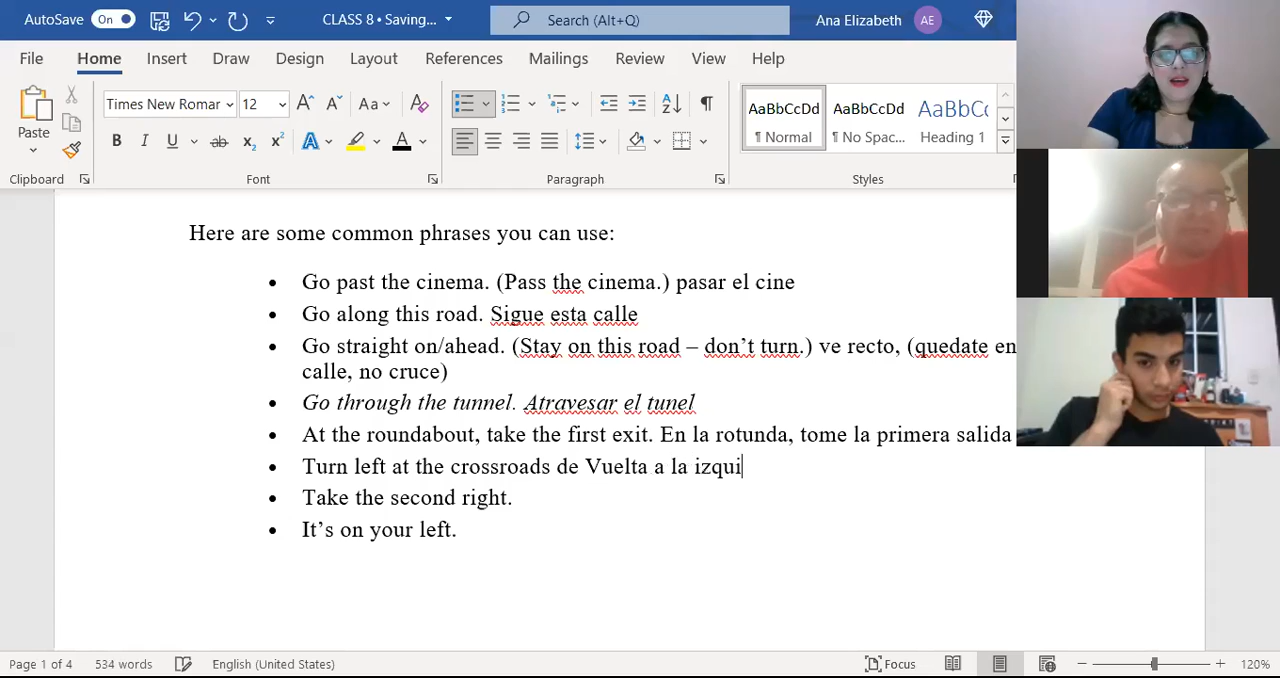 AutoSave On CLASS 8 • Saving... Search (Alt+Q) Ana Elizabeth AE
File Home Insert Draw Design Layout References Mailings Review View Help
Times New Romar 12 Aa AaBbCcDd AaBbCcDd AaBbCc
Paste B I U ab x2 x2 A A ¶ Normal ¶ No Spac... Heading 1
Clipboard Font Paragraph Styles
Here are some common phrases you can use:
• Go past the cinema. (Pass the cinema.) pasar el cine
• Go along this road. Sigue esta calle
• Go straight on/ahead. (Stay on this road – don’t turn.) ve recto, (quedate en
calle, no cruce)
• Go through the tunnel. Atravesar el tunel
• At the roundabout, take the first exit. En la rotunda, tome la primera salida
• Turn left at the crossroads de Vuelta a la izqui
• Take the second right.
• It’s on your left.
Page 1 of 4 534 words English (United States) Focus 120%